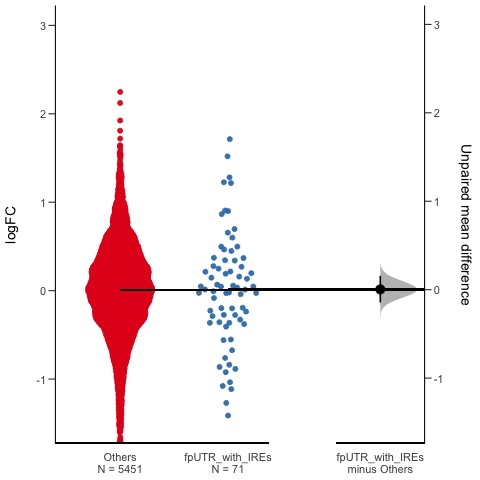 3
2
1
0
-1
logFC
Others
N = 5451
fpUTR_with_IREs
N = 71
3
2
1
0
-1
Unpaired mean difference
fpUTR_with_IREs
minus Others